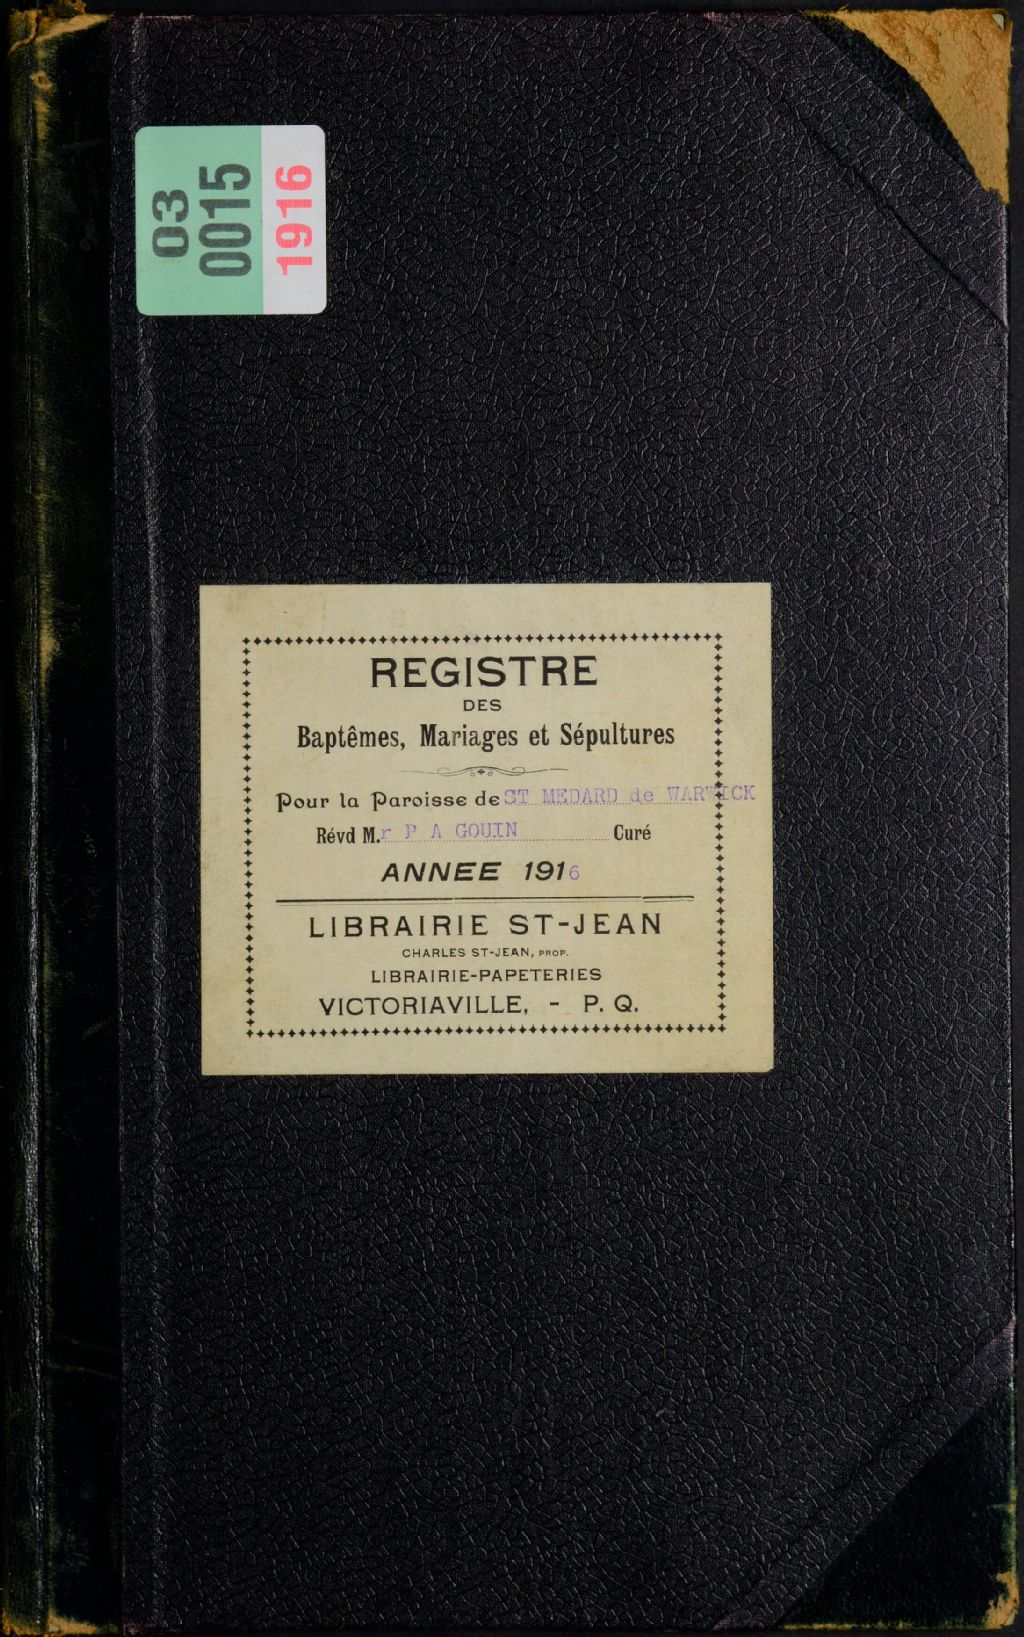 03
0015
1916
REGISTRE
DES
Baptêmes, Mariages et Sépultures
Pour la Paroisse de ST MEDARD de WARWICK
Révd M.r P A GOUIN Curé
ANNEE 1916
LIBRAIRIE ST-JEAN
CHARLES ST-JEAN, PROP.
LIBRAIRIE-PAPETERIES
VICTORIAVILLE, - P. Q.